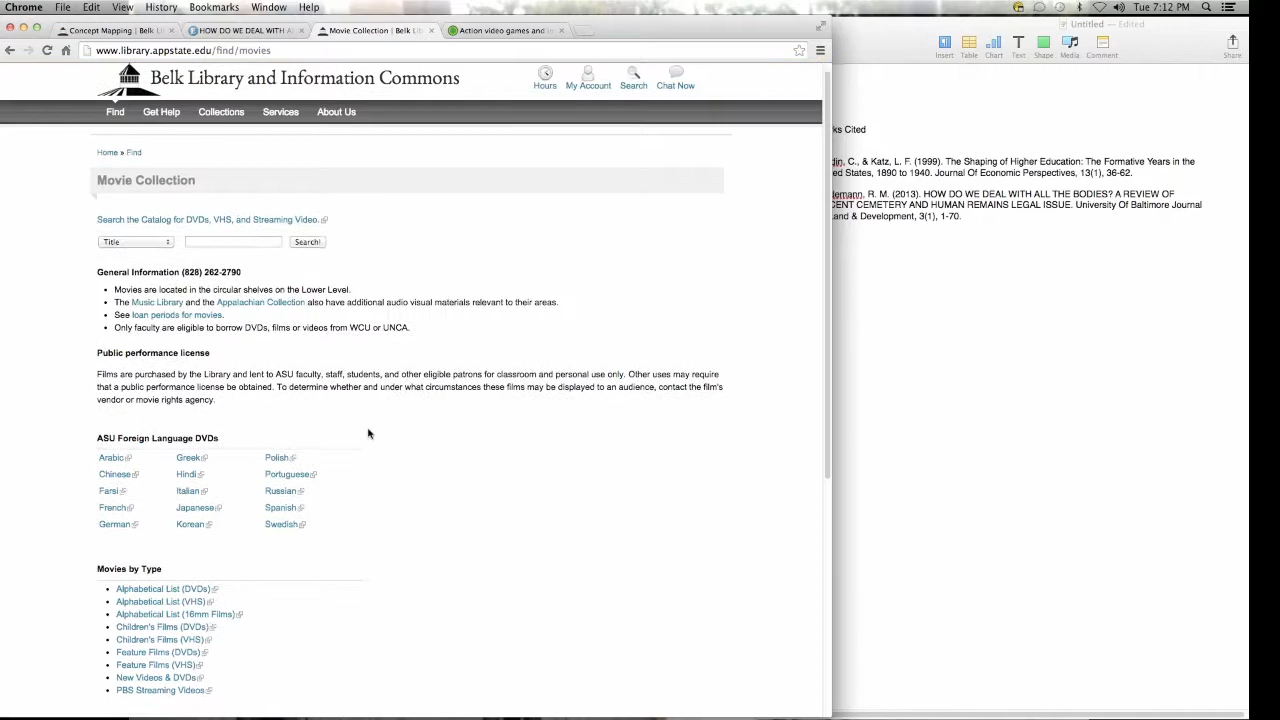 Chrome File Edit View History Bookmarks Window Help Tue 7:12 PM
Concept Mapping | Belk Li HOW DO WE DEAL WITH A Movie Collection | Belk Lib Action video games and in
Untitled — Edited
www.library.appstate.edu/find/movies
Insert Table Chart Text Shape Media Comment Share
Belk Library and Information Commons
Hours My Account Search Chat Now
Find Get Help Collections Services About Us
Home » Find
Movie Collection
Search the Catalog for DVDs, VHS, and Streaming Video.
Title Search!
General Information (828) 262-2790
• Movies are located in the circular shelves on the Lower Level.
• The Music Library and the Appalachian Collection also have additional audio visual materials relevant to their areas.
• See loan periods for movies.
• Only faculty are eligible to borrow DVDs, films or videos from WCU or UNCA.
Public performance license
Films are purchased by the Library and lent to ASU faculty, staff, students, and other eligible patrons for classroom and personal use only. Other uses may require
that a public performance license be obtained. To determine whether and under what circumstances these films may be displayed to an audience, contact the film's
vendor or movie rights agency.
ASU Foreign Language DVDs
Arabic Greek Polish
Chinese Hindi Portuguese
Farsi Italian Russian
French Japanese Spanish
German Korean Swedish
Movies by Type
• Alphabetical List (DVDs)
• Alphabetical List (VHS)
• Alphabetical List (16mm Films)
• Children's Films (DVDs)
• Children's Films (VHS)
• Feature Films (DVDs)
• Feature Films (VHS)
• New Videos & DVDs
• PBS Streaming Videos
ks Cited
din, C., & Katz, L. F. (1999). The Shaping of Higher Education: The Formative Years in the
ed States, 1890 to 1940. Journal Of Economic Perspectives, 13(1), 36-62.
emann, R. M. (2013). HOW DO WE DEAL WITH ALL THE BODIES? A REVIEW OF
CENT CEMETERY AND HUMAN REMAINS LEGAL ISSUE. University Of Baltimore Journal
and & Development, 3(1), 1-70.